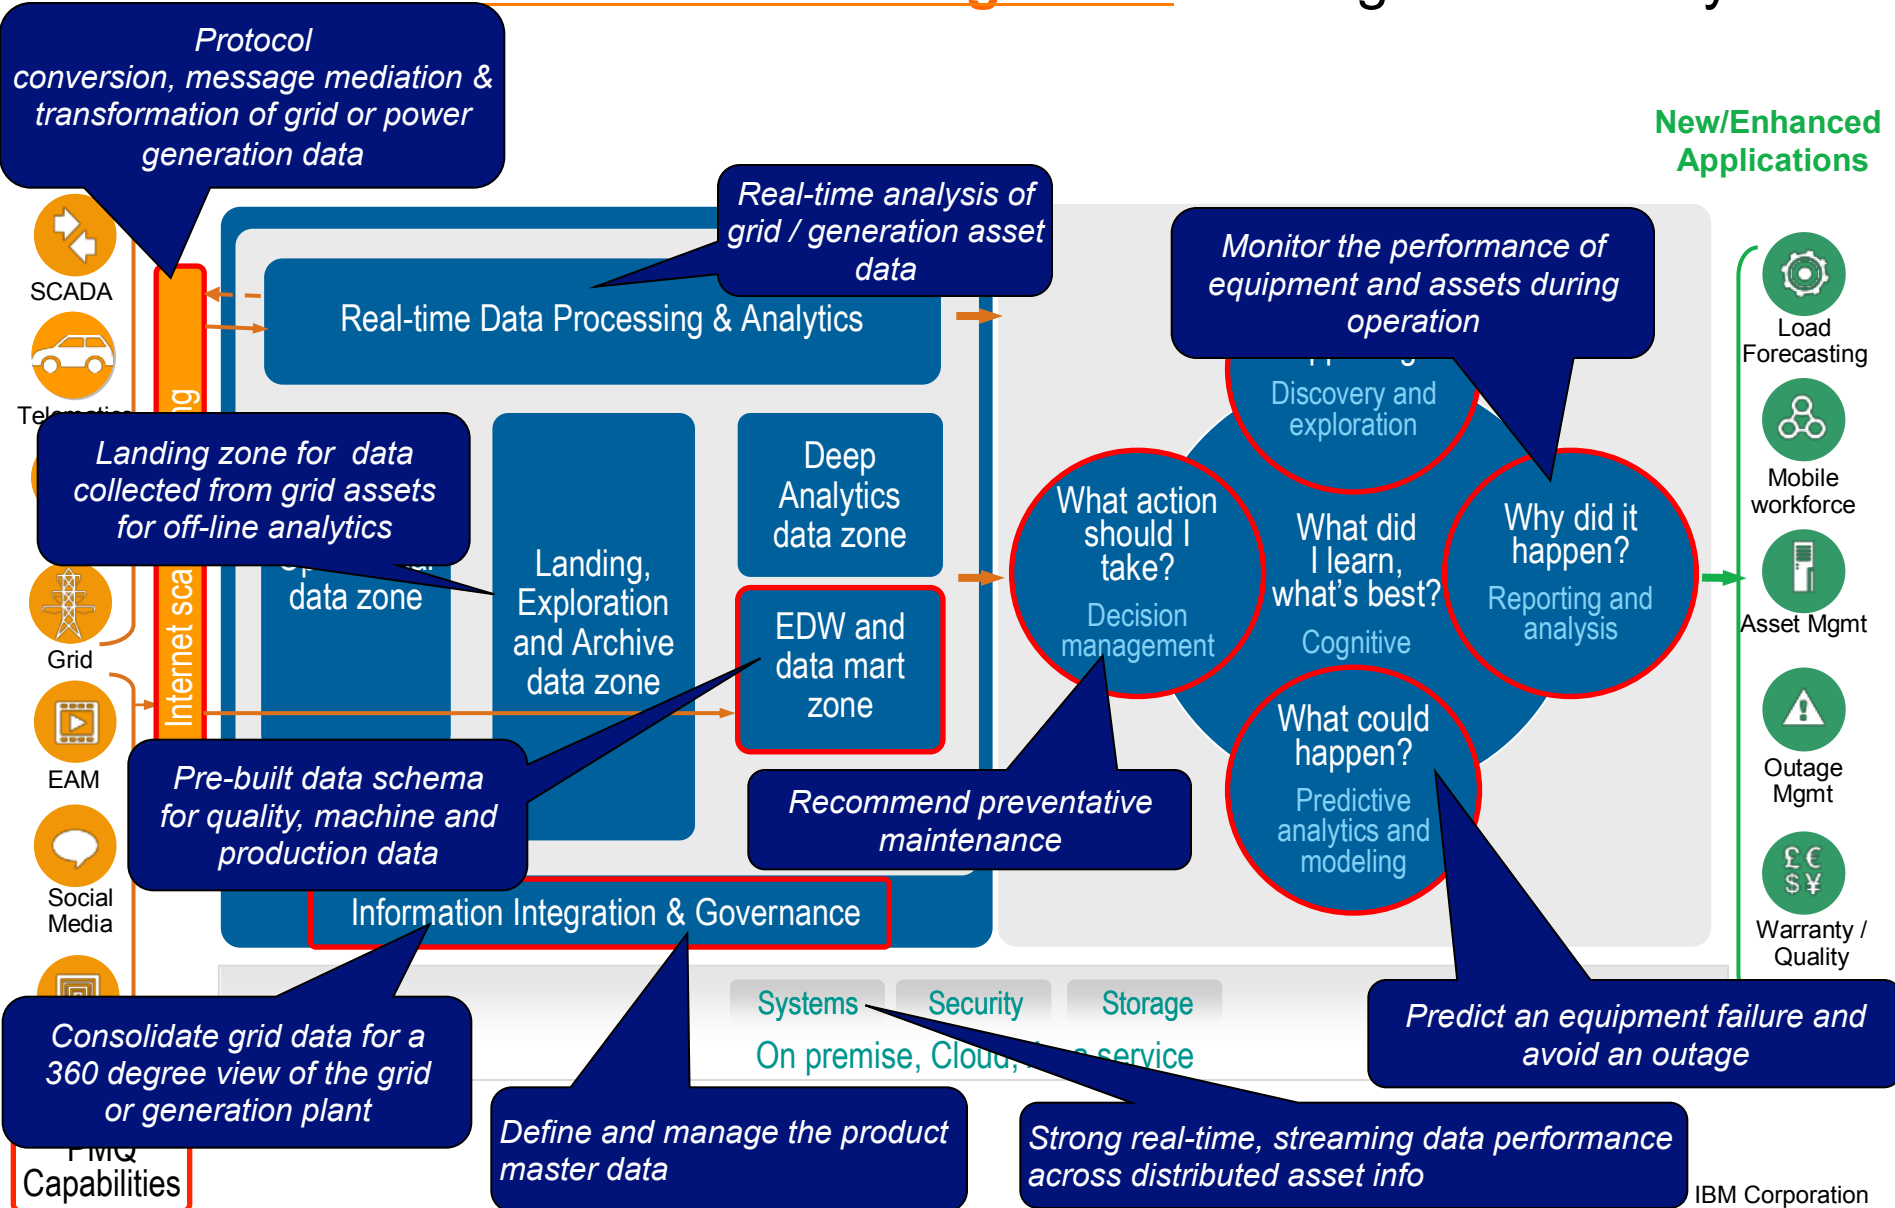 Protocol
conversion, message mediation &
transformation of grid or power
generation data
New/Enhanced
Applications
Real-time analysis of
grid / generation asset
data
Monitor the performance of
equipment and assets during
operation
SCADA
Real-time Data Processing & Analytics
Load
Forecasting
Discovery and
exploration
Landing zone for data
collected from grid assets
for off-line analytics
Deep
Analytics
data zone
What action
should I
take?
Decision
management
What did
I learn,
what's best?
Cognitive
Why did it
happen?
Reporting and
analysis
Mobile
workforce
data zone
Landing,
Exploration
and Archive
data zone
EDW and
data mart
zone
Grid
Internet
Asset Mgmt
EAM
Pre-built data schema
for quality, machine and
production data
Recommend preventative
maintenance
What could
happen?
Predictive
analytics and
modeling
Outage
Mgmt
Social
Media
£ €
$ ¥
Warranty /
Quality
Information Integration & Governance
Consolidate grid data for a
360 degree view of the grid
or generation plant
Systems
Security
Storage
On premise, Cloud,
service
Predict an equipment failure and
avoid an outage
Define and manage the product
master data
Strong real-time, streaming data performance
across distributed asset info
PMQ
Capabilities
IBM Corporation